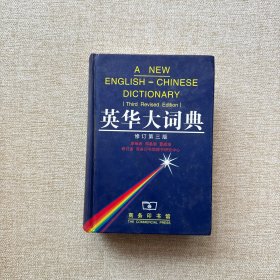 A NEW
ENGLISH－CHINESE
DICTIONARY
(Third Revised Edition)
英华大词典
修订第三版
商务印书馆
THE COMMERCIAL PRESS